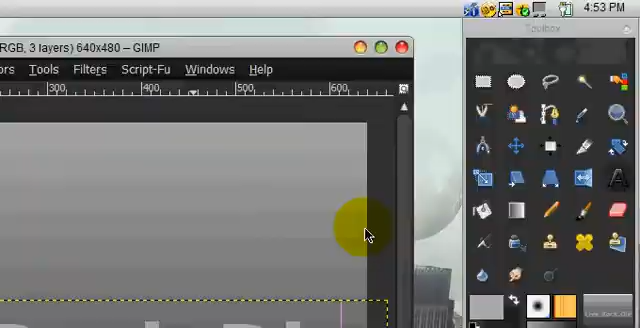 4:53 PM
RGB, 3 layers) 640x480 – GIMP
Toolbox
ors Tools Filters Script-Fu Windows Help
300 400 500 600